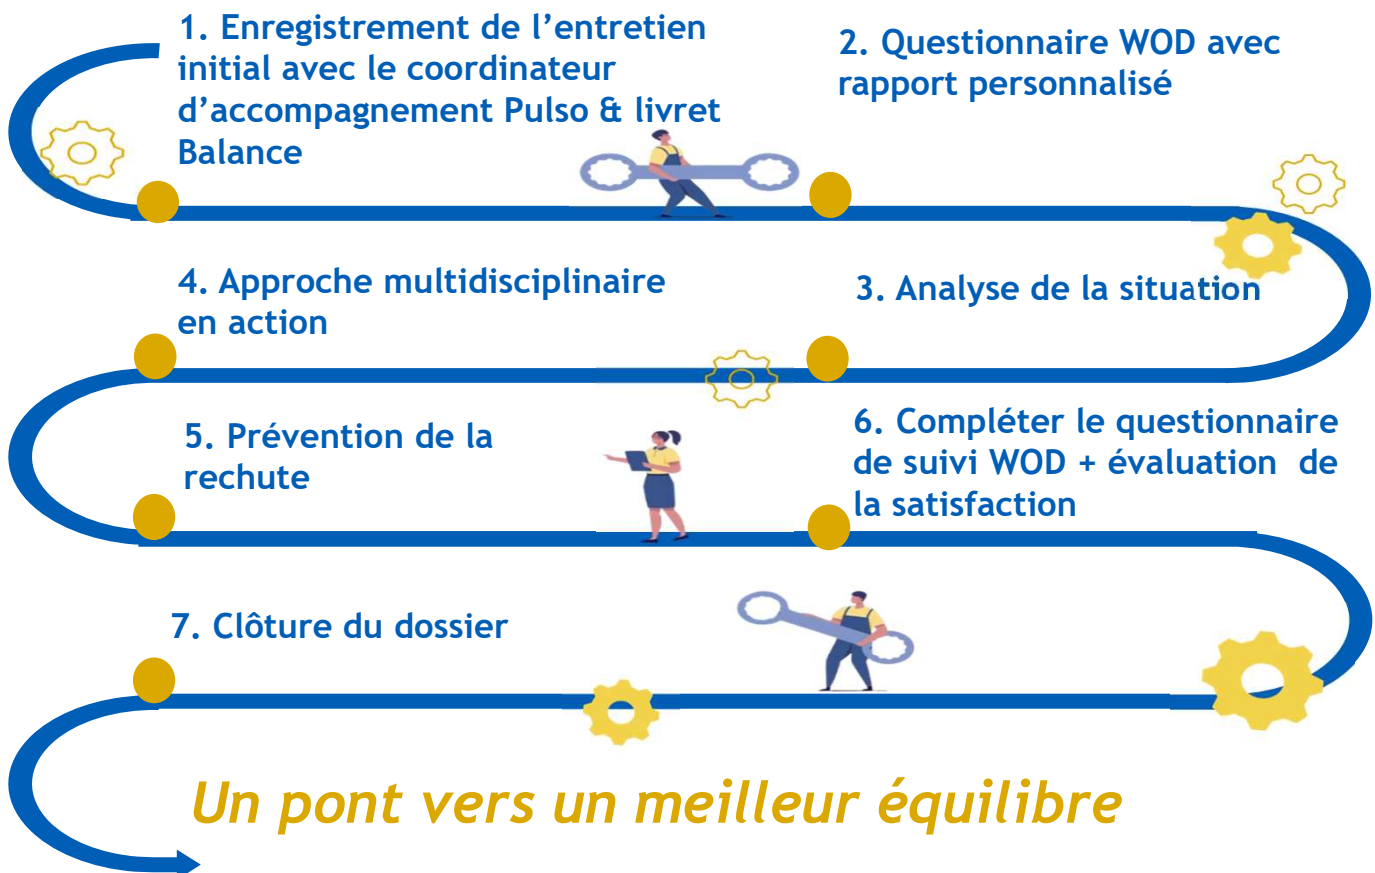 1. Enregistrement de l'entretien
initial avec le coordinateur
d'accompagnement Pulso & livret
Balance
2. Questionnaire WOD avec
rapport personnalisé
3. Analyse de la situation
4. Approche multidisciplinaire
en action
5. Prévention de la
rechute
6. Compléter le questionnaire
de suivi WOD + évaluation de
la satisfaction
7. Clôture du dossier
Un pont vers un meilleur équilibre